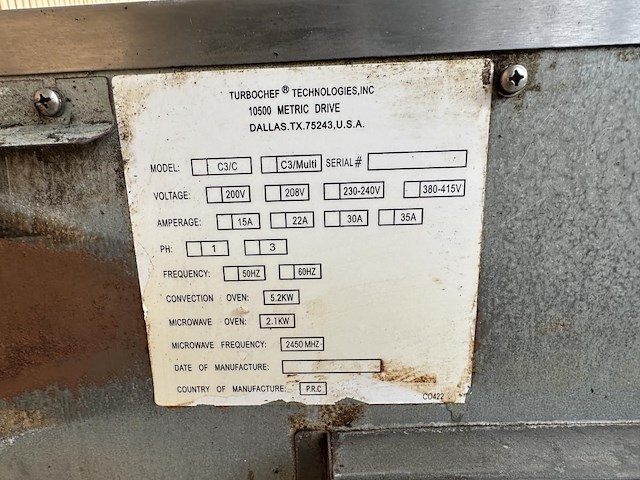 TURBOCHEF® TECHNOLOGIES,INC
10500 METRIC DRIVE
DALLAS.TX.75243,U.S.A.
MODEL: C3/C C3/Multi SERIAL#
VOLTAGE: 200V 208V 230-240V 380-415V
AMPERAGE: 15A 22A 30A 35A
PH: 1 3
FREQUENCY: 50HZ 60HZ
CONVECTION OVEN: 5.2KW
MICROWAVE OVEN: 2.1KW
MICROWAVE FREQUENCY: 2450 MHZ
DATE OF MANUFACTURE:
COUNTRY OF MANUFACTURE: P.R.C
CO422